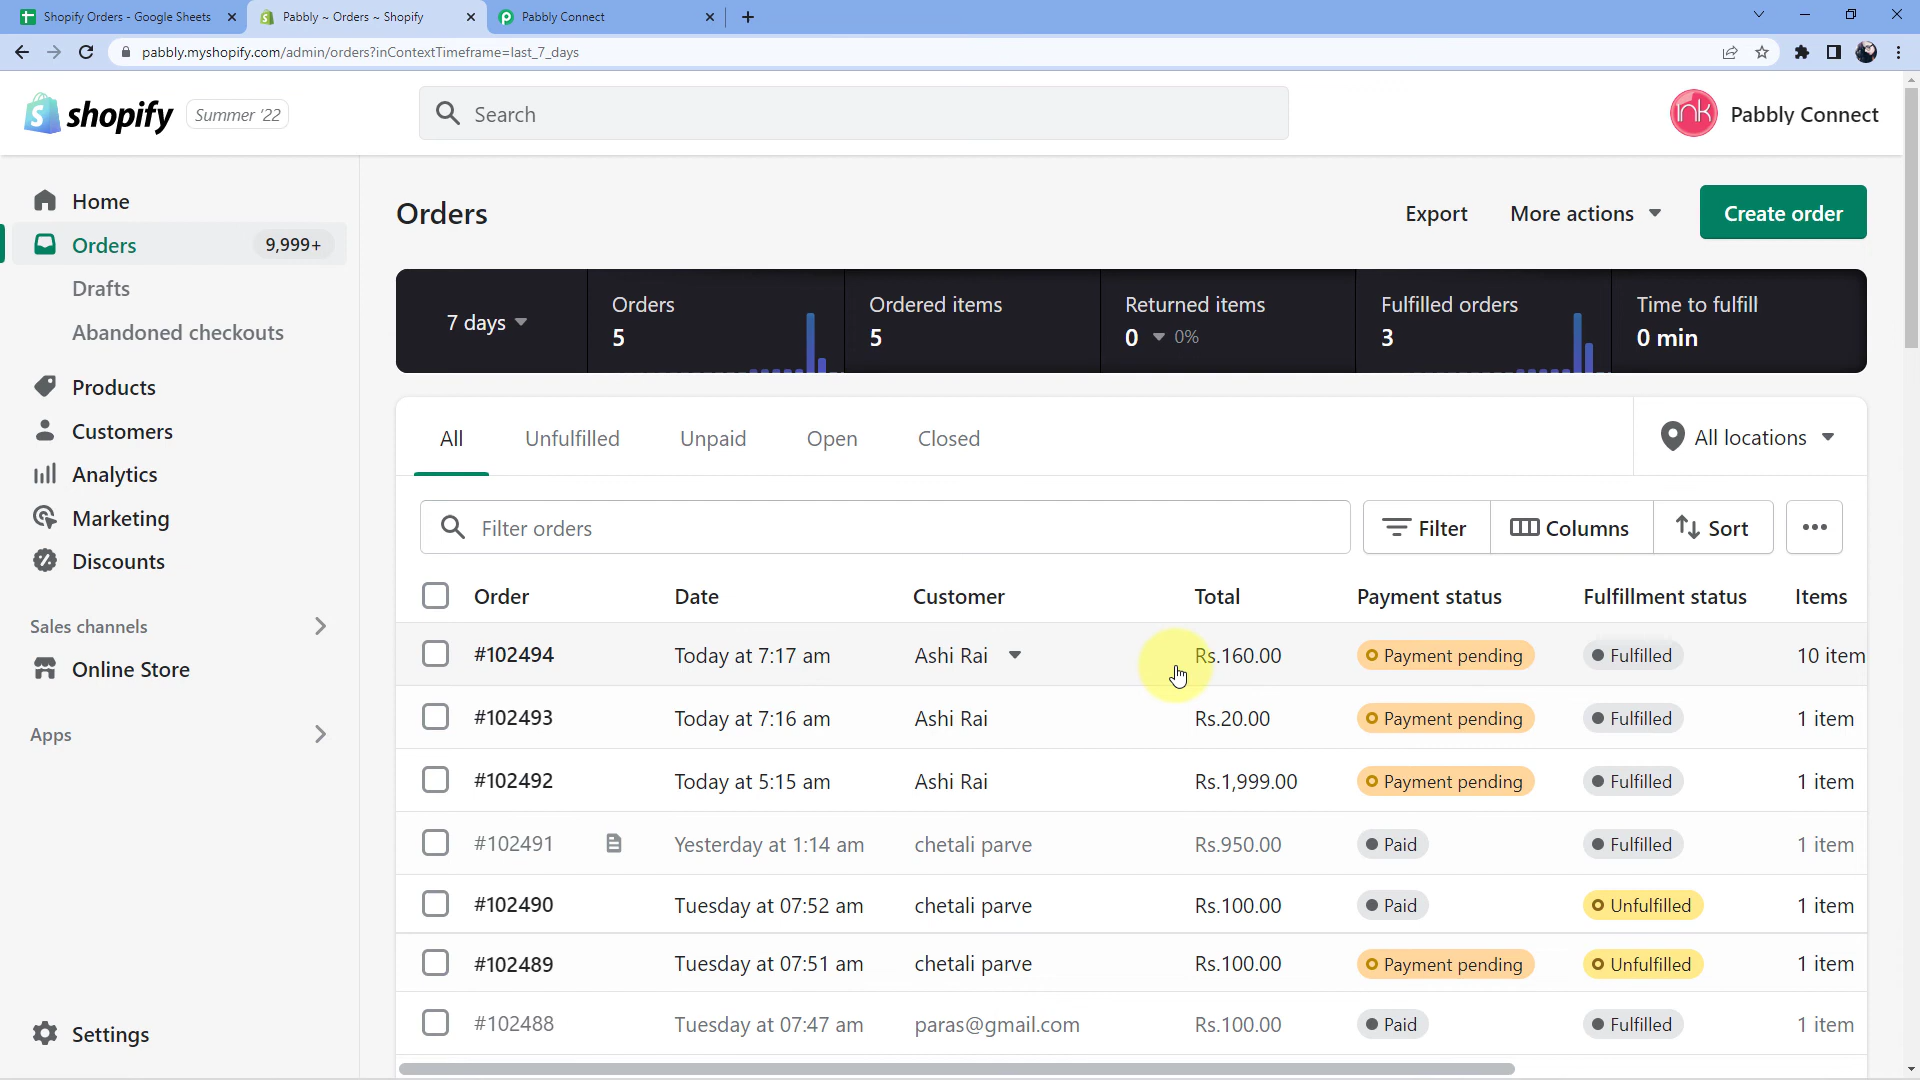 Shopify Orders - Google Sheets
Pabbly ~ Orders ~ Shopify
Pabbly Connect
pabbly.myshopify.com/admin/orders?inContextTimeframe=last_7_days
shopify
Summer '22
Search
Pabbly Connect
Home
Orders 9,999+
Drafts
Abandoned checkouts
Products
Customers
Analytics
Marketing
Discounts
Sales channels
Online Store
Apps
Settings
Orders
Export
More actions
Create order
7 days
Orders
5
Ordered items
5
Returned items
0 0%
Fulfilled orders
3
Time to fulfill
0 min
All Unfulfilled Unpaid Open Closed
All locations
Filter orders
Filter
Columns
Sort
Order Date Customer Total Payment status Fulfillment status Items
#102494 Today at 7:17 am Ashi Rai Rs.160.00 Payment pending Fulfilled 10 item
#102493 Today at 7:16 am Ashi Rai Rs.20.00 Payment pending Fulfilled 1 item
#102492 Today at 5:15 am Ashi Rai Rs.1,999.00 Payment pending Fulfilled 1 item
#102491 Yesterday at 1:14 am chetali parve Rs.950.00 Paid Fulfilled 1 item
#102490 Tuesday at 07:52 am chetali parve Rs.100.00 Paid Unfulfilled 1 item
#102489 Tuesday at 07:51 am chetali parve Rs.100.00 Payment pending Unfulfilled 1 item
#102488 Tuesday at 07:47 am paras@gmail.com Rs.100.00 Paid Fulfilled 1 item